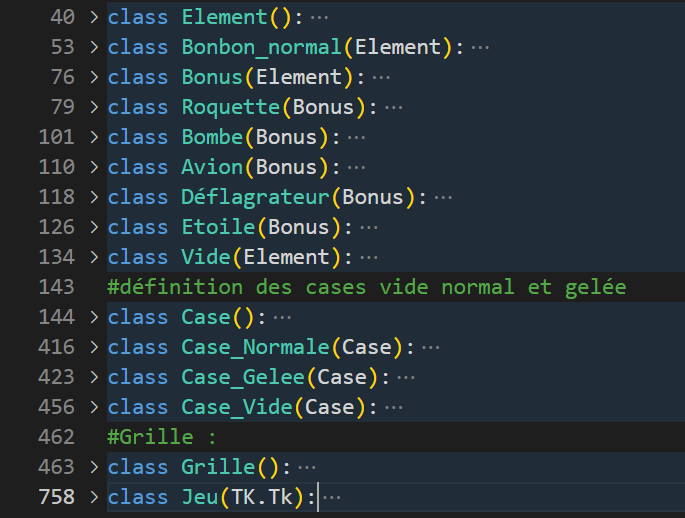 40 > class Element(): ···
53 > class Bonbon_normal(Element): ···
76 > class Bonus(Element): ···
79 > class Roquette(Bonus): ···
101 > class Bombe(Bonus): ···
110 > class Avion(Bonus): ···
118 > class Déflagrateur(Bonus): ···
126 > class Etoile(Bonus): ···
134 > class Vide(Element): ···
143 #définition des cases vide normal et gelée
144 > class Case(): ···
416 > class Case_Normale(Case): ···
423 > class Case_Gelee(Case): ···
456 > class Case_Vide(Case): ···
462 #Grille :
463 > class Grille(): ···
758 > class Jeu(TK.Tk): ···